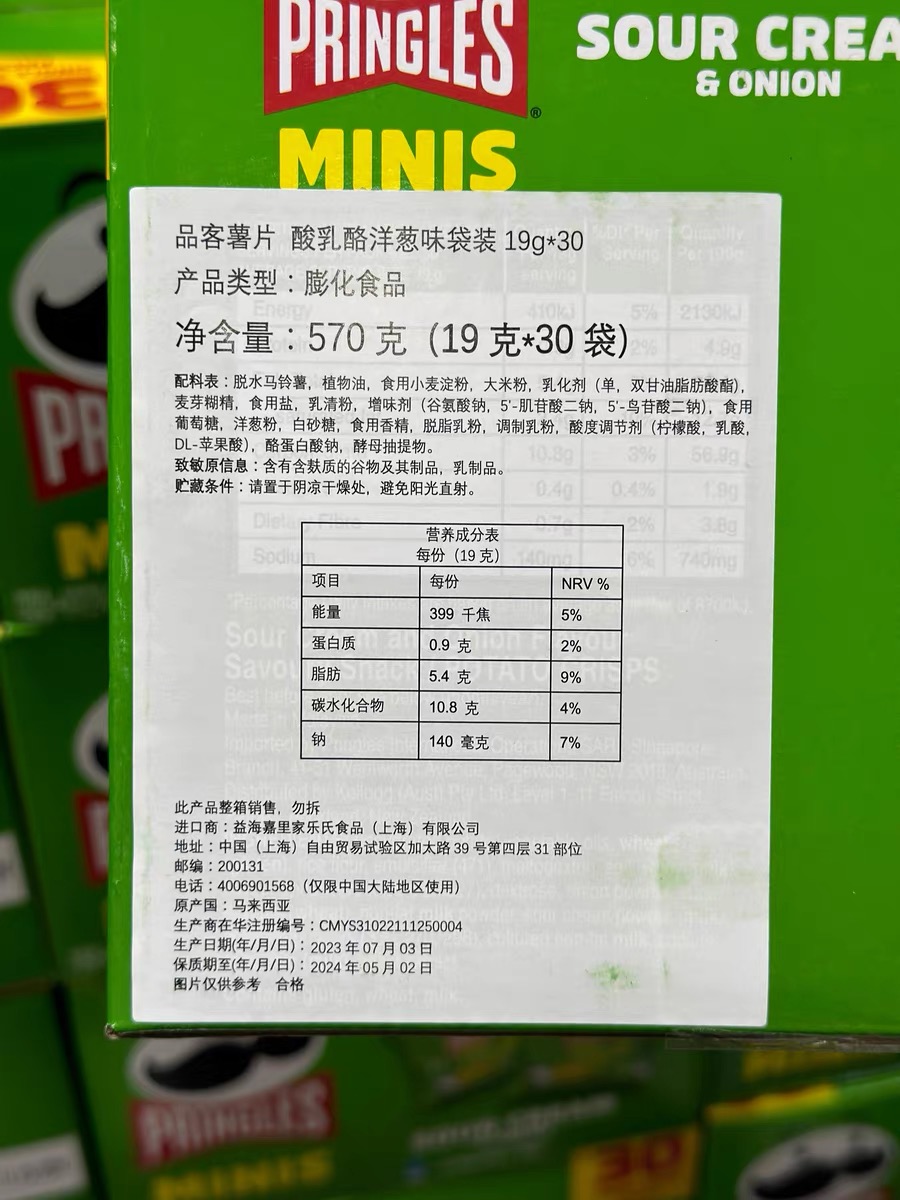 PRINGLES
®
SOUR CREA
& ONION
MINIS
品客薯片 酸乳酪洋葱味袋装 19g*30
产品类型：膨化食品
净含量：570 克（19 克*30 袋）
配料表：脱水马铃薯，植物油，食用小麦淀粉，大米粉，乳化剂（单，双甘油脂肪酸酯），
麦芽糊精，食用盐，乳清粉，增味剂（谷氨酸钠，5'-肌苷酸二钠，5'-鸟苷酸二钠），食用
葡萄糖，洋葱粉，白砂糖，食用香精，脱脂乳粉，调制乳粉，酸度调节剂（柠檬酸，乳酸，
DL-苹果酸），酪蛋白酸钠，酵母抽提物。
致敏原信息：含有含麸质的谷物及其制品，乳制品。
贮藏条件：请置于阴凉干燥处，避免阳光直射。
营养成分表
每份（19 克）
项目 每份 NRV %
能量 399 千焦 5%
蛋白质 0.9 克 2%
脂肪 5.4 克 9%
碳水化合物 10.8 克 4%
钠 140 毫克 7%
此产品整箱销售，勿拆
进口商：益海嘉里家乐氏食品（上海）有限公司
地址：中国（上海）自由贸易试验区加太路 39 号第四层 31 部位
邮编：200131
电话：4006901568（仅限中国大陆地区使用）
原产国：马来西亚
生产商在华注册编号：CMYS31022111250004
生产日期(年/月/日)：2023 年 07 月 03 日
保质期至(年/月/日)：2024 年 05 月 02 日
图片仅供参考 合格
PRINGLES
MINIS
30